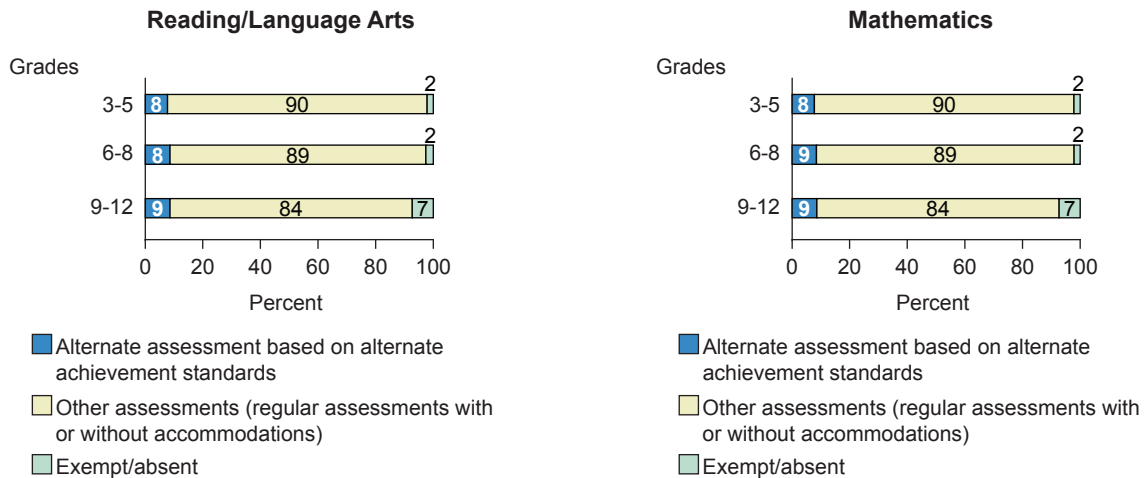 Reading/Language Arts
Grades
2
3-5
8
90
2
6-8
8
89
9-12
9
84
7
0 20 40 60 80 100
Percent
Alternate assessment based on alternate
achievement standards
Other assessments (regular assessments with
or without accommodations)
Exempt/absent
Mathematics
Grades
2
3-5
8
90
2
6-8
9
89
9-12
9
84
7
0 20 40 60 80 100
Percent
Alternate assessment based on alternate
achievement standards
Other assessments (regular assessments with
or without accommodations)
Exempt/absent